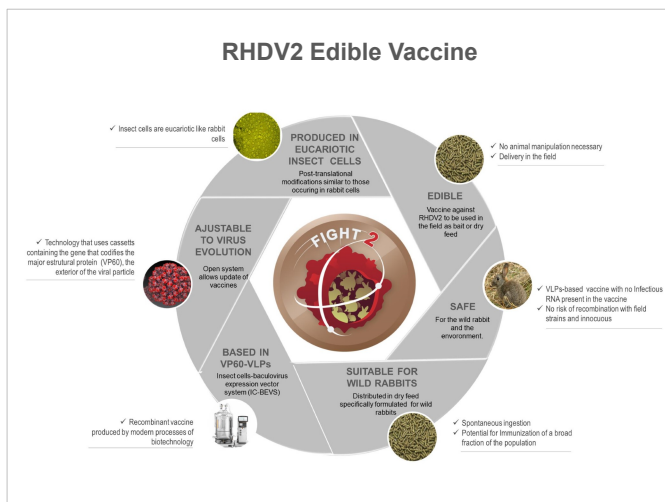 RHDV2 Edible Vaccine
✓ Insect cells are eucariotic like rabbit
cells
PRODUCED IN
EUCARIOTIC
INSECT CELLS
Post-translational
modifications similar to those
occuring in rabbit cells
✓ No animal manipulation necessary
✓ Delivery in the field
EDIBLE
Vaccine against
RHDV2 to be used in
the field as bait or dry
feed
AJUSTABLE
TO VIRUS
EVOLUTION
Open system
allows update of
vaccines
✓ Technology that uses cassetts
containing the gene that codifies the
major estrutural protein (VP60), the
exterior of the viral particle
FIGHT 2
✓ VLPs-based vaccine with no Infectious
RNA present in the vaccine
✓ No risk of recombination with field
strains and innocuous
SAFE
For the wild rabbit
and the
envoronment.
BASED IN
VP60-VLPs
Insect cells-baculovirus
expression vector
system (IC-BEVS)
SUITABLE FOR
WILD RABBITS
Distributed in dry feed
specifically formulated for wild
rabbits
✓ Recombinant vaccine
produced by modern processes of
biotechnology
✓ Spontaneous ingestion
✓ Potential for Immunization of a broad
fraction of the population